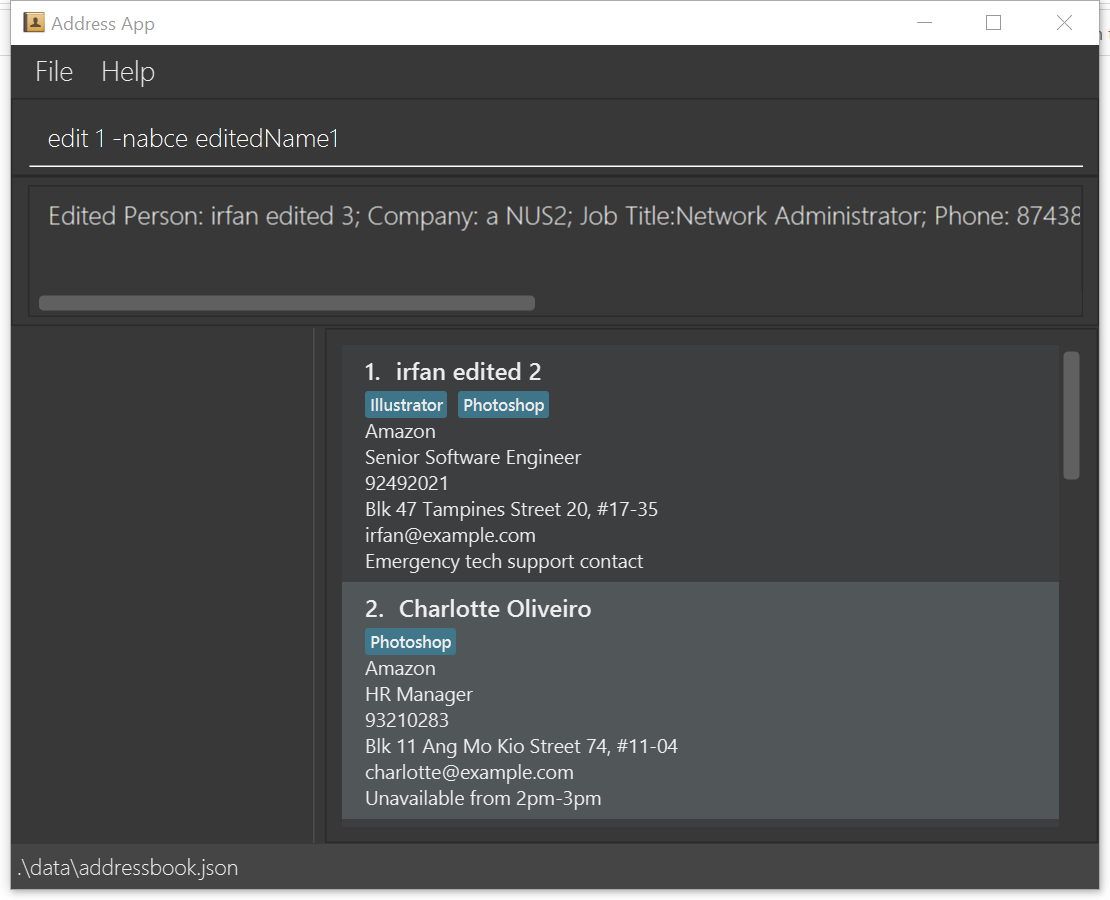 Address App
File Help
edit 1 -nabce editedName1
Edited Person: irfan edited 3; Company: a NUS2; Job Title:Network Administrator; Phone: 87438
1. irfan edited 2
Illustrator Photoshop
Amazon
Senior Software Engineer
92492021
Blk 47 Tampines Street 20, #17-35
irfan@example.com
Emergency tech support contact
2. Charlotte Oliveiro
Photoshop
Amazon
HR Manager
93210283
Blk 11 Ang Mo Kio Street 74, #11-04
charlotte@example.com
Unavailable from 2pm-3pm
.\data\addressbook.json